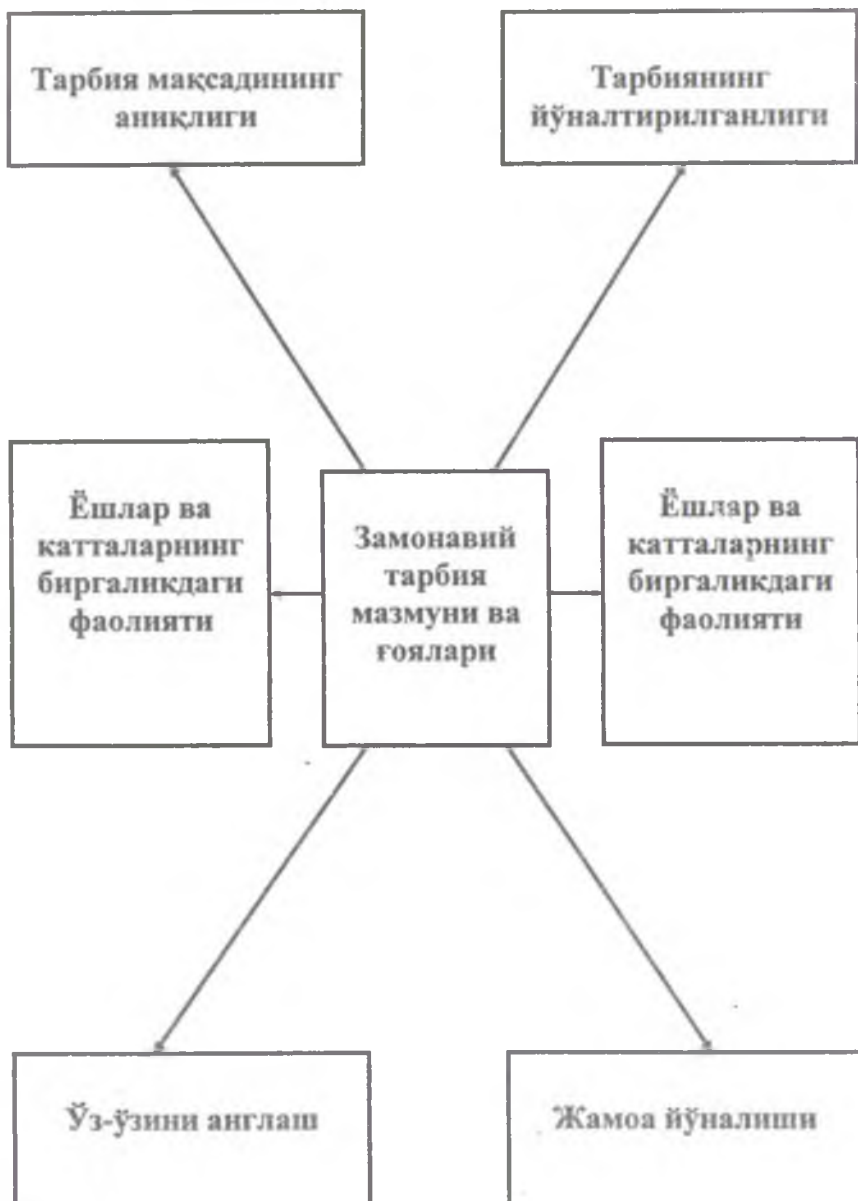 Тарбия мақсадининг
аниқлиги
Тарбиянинг
йўналтирилганлиги
Ёшлар ва
катталарнинг
биргаликдаги
фаолияти
Замонавий
тарбия
мазмуни ва
ғоялари
Ёшлар ва
катталарнинг
биргаликдаги
фаолияти
Ўз-ўзини англаш
Жамоа йўналиши